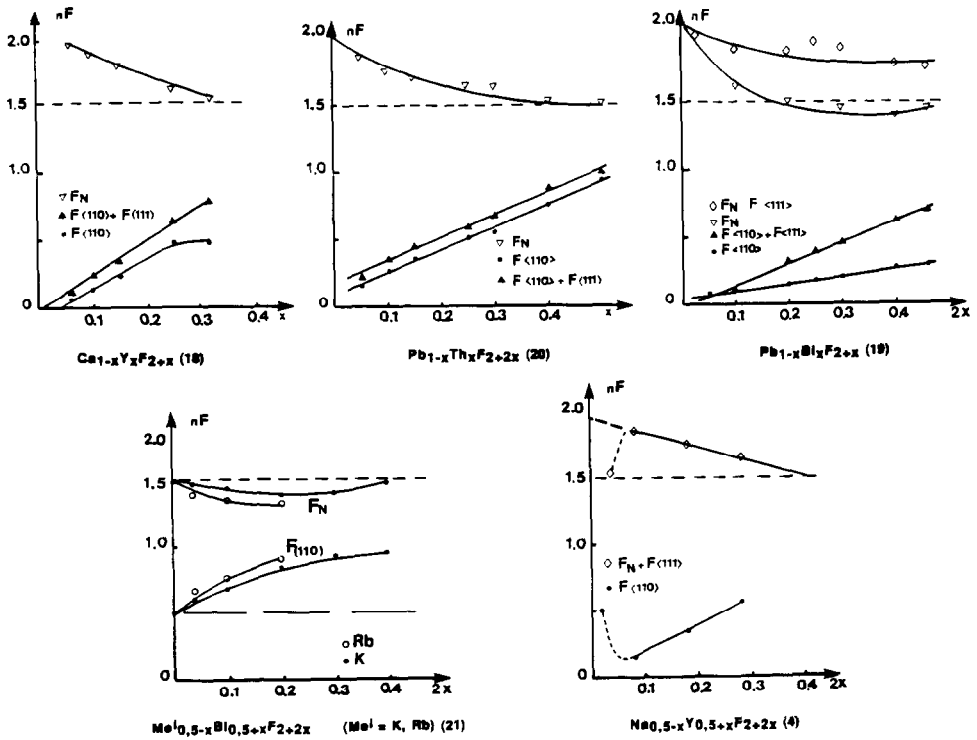 nF
2.0
1.5
1.0
0
▽ FN
▲ F⟨110⟩ + F⟨111⟩
• F⟨110⟩
0.1 0.2 0.3 x
Ca1-xYxF2+x (18)
nF
2.0
1.5
1.0
0
▽ FN
• F<110>
▲ F<110> + F⟨111⟩
0.1 0.2 0.3 0.4 x
Pb1-xThxF2+2x (20)
nF
2.0
1.5
1.0
0
◇ FN F <111>
▽ FN
▲ F<110> + F<111>
• F<110>
0.1 0.2 0.3 0.4 2x
Pb1-xBixF2+x (19)
nF
2.0
1.5
FN
1.0
F⟨110⟩
○ Rb
• K
0
0.1 0.2 0.3 0.4 2x
MeI0,5-xBI0,5+xF2+2x (MeI = K, Rb) (21)
nF
2.0
1.5
1.0
◇ FN + F⟨111⟩
• F⟨110⟩
0
0.1 0.2 0.3 0.4 2x
Na0,5-xY0,5+xF2+2x (4)